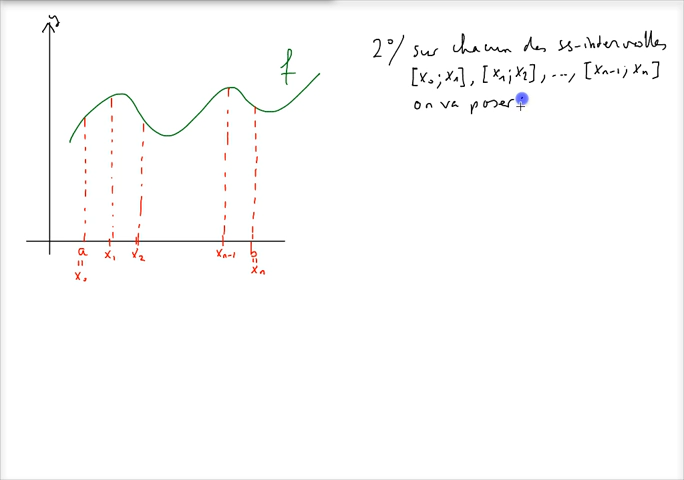 y
f
2°/ sur chacun des ss-intervalles
[x₀; x₁], [x₁; x₂], ..., [xₙ₋₁; xₙ]
on va poser
a x₁ x₂ xₙ₋₁ b
= =
x₀ xₙ